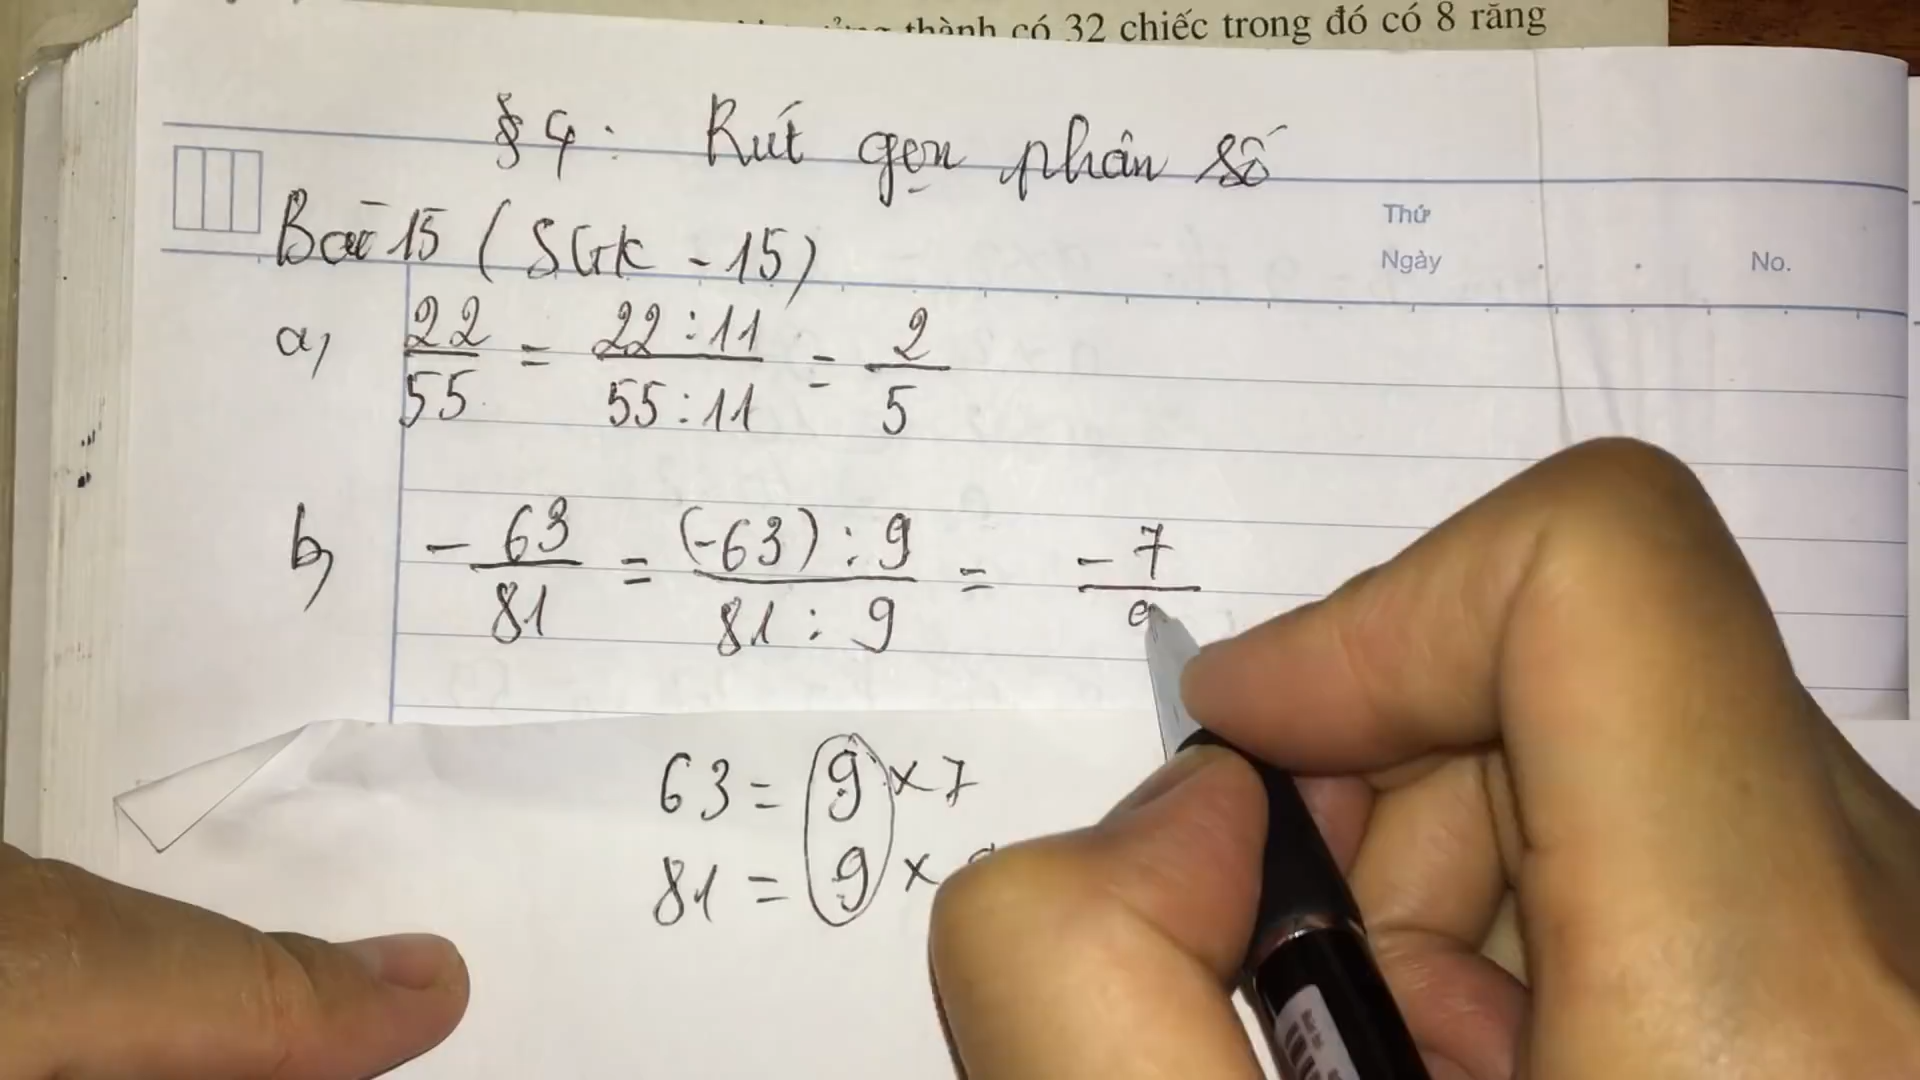 thành có 32 chiếc trong đó có 8 răng
§ 4: Rút gọn phân số
Thứ
Bài 15 (SGK - 15)
Ngày No.
a, 22/55 = 22:11/55:11 = 2/5
b, -63/81 = (-63):9/81:9 = -7/9
63 = 9 x 7
81 = 9 x